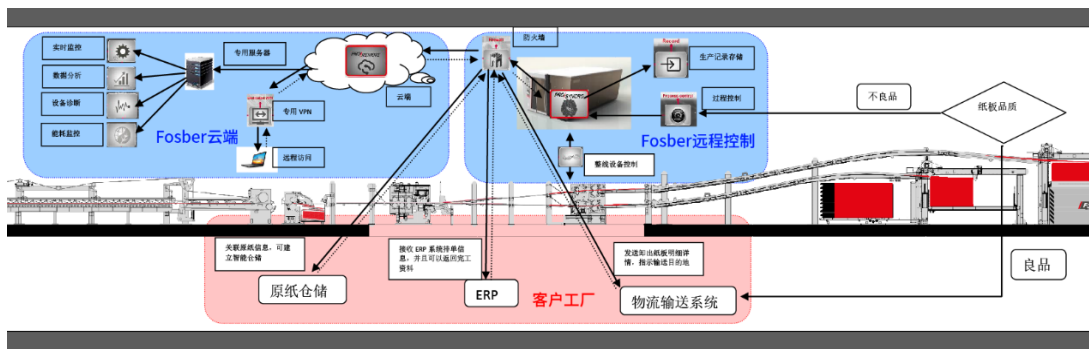 实时监控
数据分析
设备诊断
能耗监控
专用服务器
云端
专用 VPN
远程访问
Fosber云端
防火墙
生产记录存储
过程控制
整线设备控制
Fosber远程控制
不良品
纸板品质
良品
关联原纸信息，可建
立智能仓储
原纸仓储
接收 ERP 系统排单信
息，并且可以返回完工
资料
ERP
客户工厂
发送卸出纸板明细详
情，指示输送目的地
物流输送系统